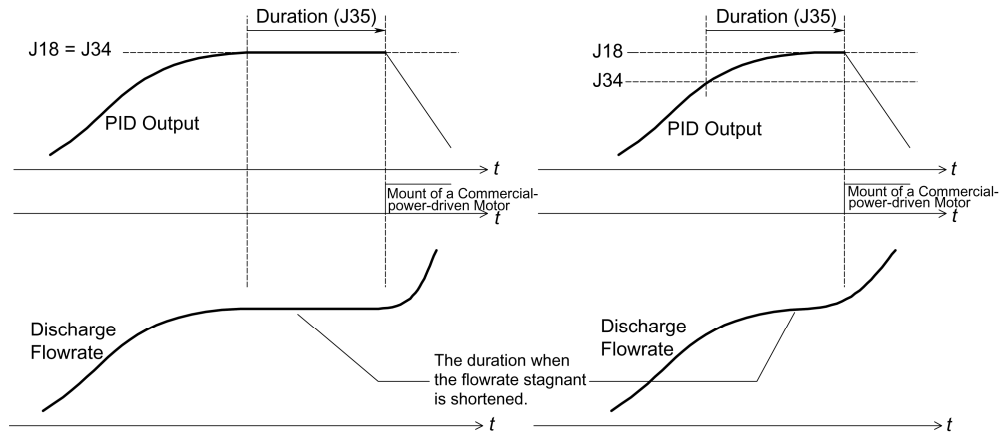 Duration (J35)
J18 = J34
PID Output
t
Mount of a Commercial-
power-driven Motor
t
Discharge
Flowrate
t
Duration (J35)
J18
J34
PID Output
t
Mount of a Commercial-
power-driven Motor
t
Discharge
Flowrate
t
The duration when
the flowrate stagnant
is shortened.